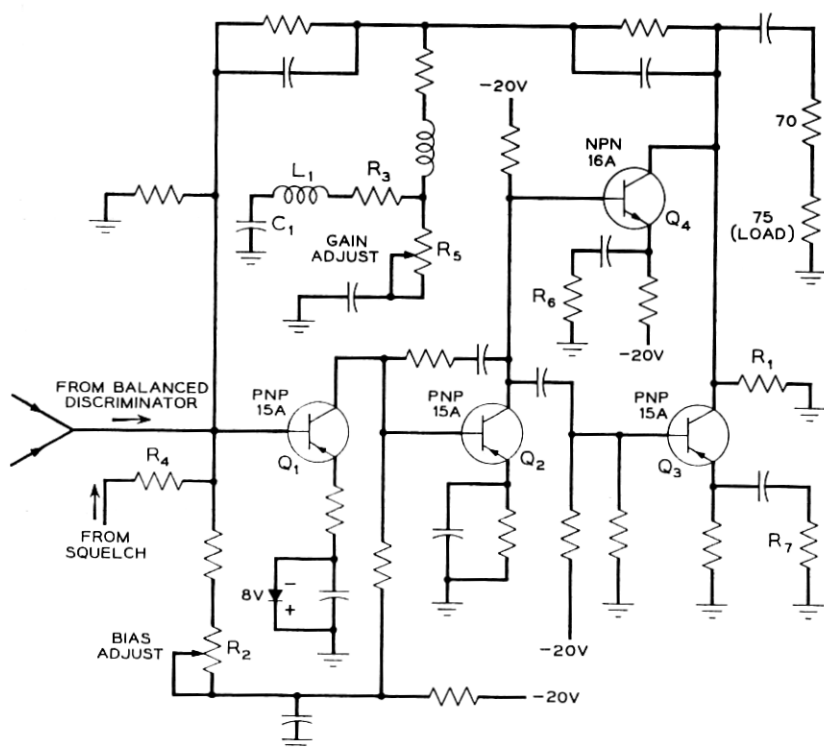 -20V
NPN
16A
Q4
70
75
(LOAD)
L1
R3
C1
GAIN
ADJUST
R5
R6
-20V
FROM BALANCED
DISCRIMINATOR
PNP
15A
Q1
PNP
15A
Q2
PNP
15A
Q3
R1
R4
FROM
SQUELCH
8V
-
+
R7
BIAS
ADJUST
R2
-20V
-20V